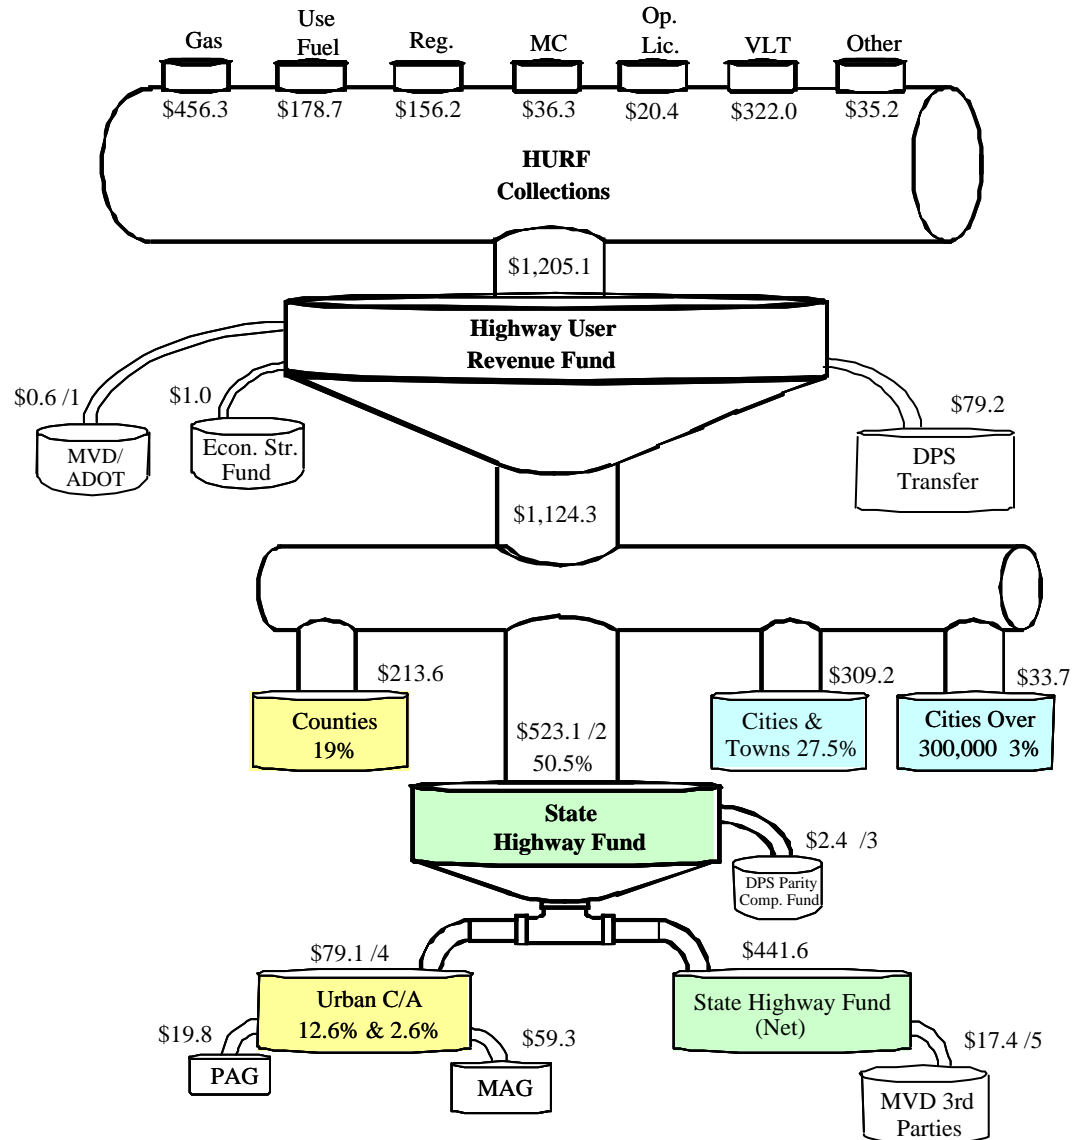 Gas
Use
Fuel
Reg.
MC
Op.
Lic.
VLT
Other
$456.3
$178.7
$156.2
$36.3
$20.4
$322.0
$35.2
HURF
Collections
$1,205.1
Highway User
Revenue Fund
$0.6 /1
MVD/
ADOT
$1.0
Econ. Str.
Fund
$79.2
DPS
Transfer
$1,124.3
$213.6
Counties
19%
$523.1 /2
50.5%
$309.2
Cities &
Towns 27.5%
$33.7
Cities Over
300,000 3%
State
Highway Fund
$2.4 /3
DPS Parity
Comp. Fund
$79.1 /4
Urban C/A
12.6% & 2.6%
$441.6
State Highway Fund
(Net)
$19.8
PAG
$59.3
MAG
$17.4 /5
MVD 3rd
Parties